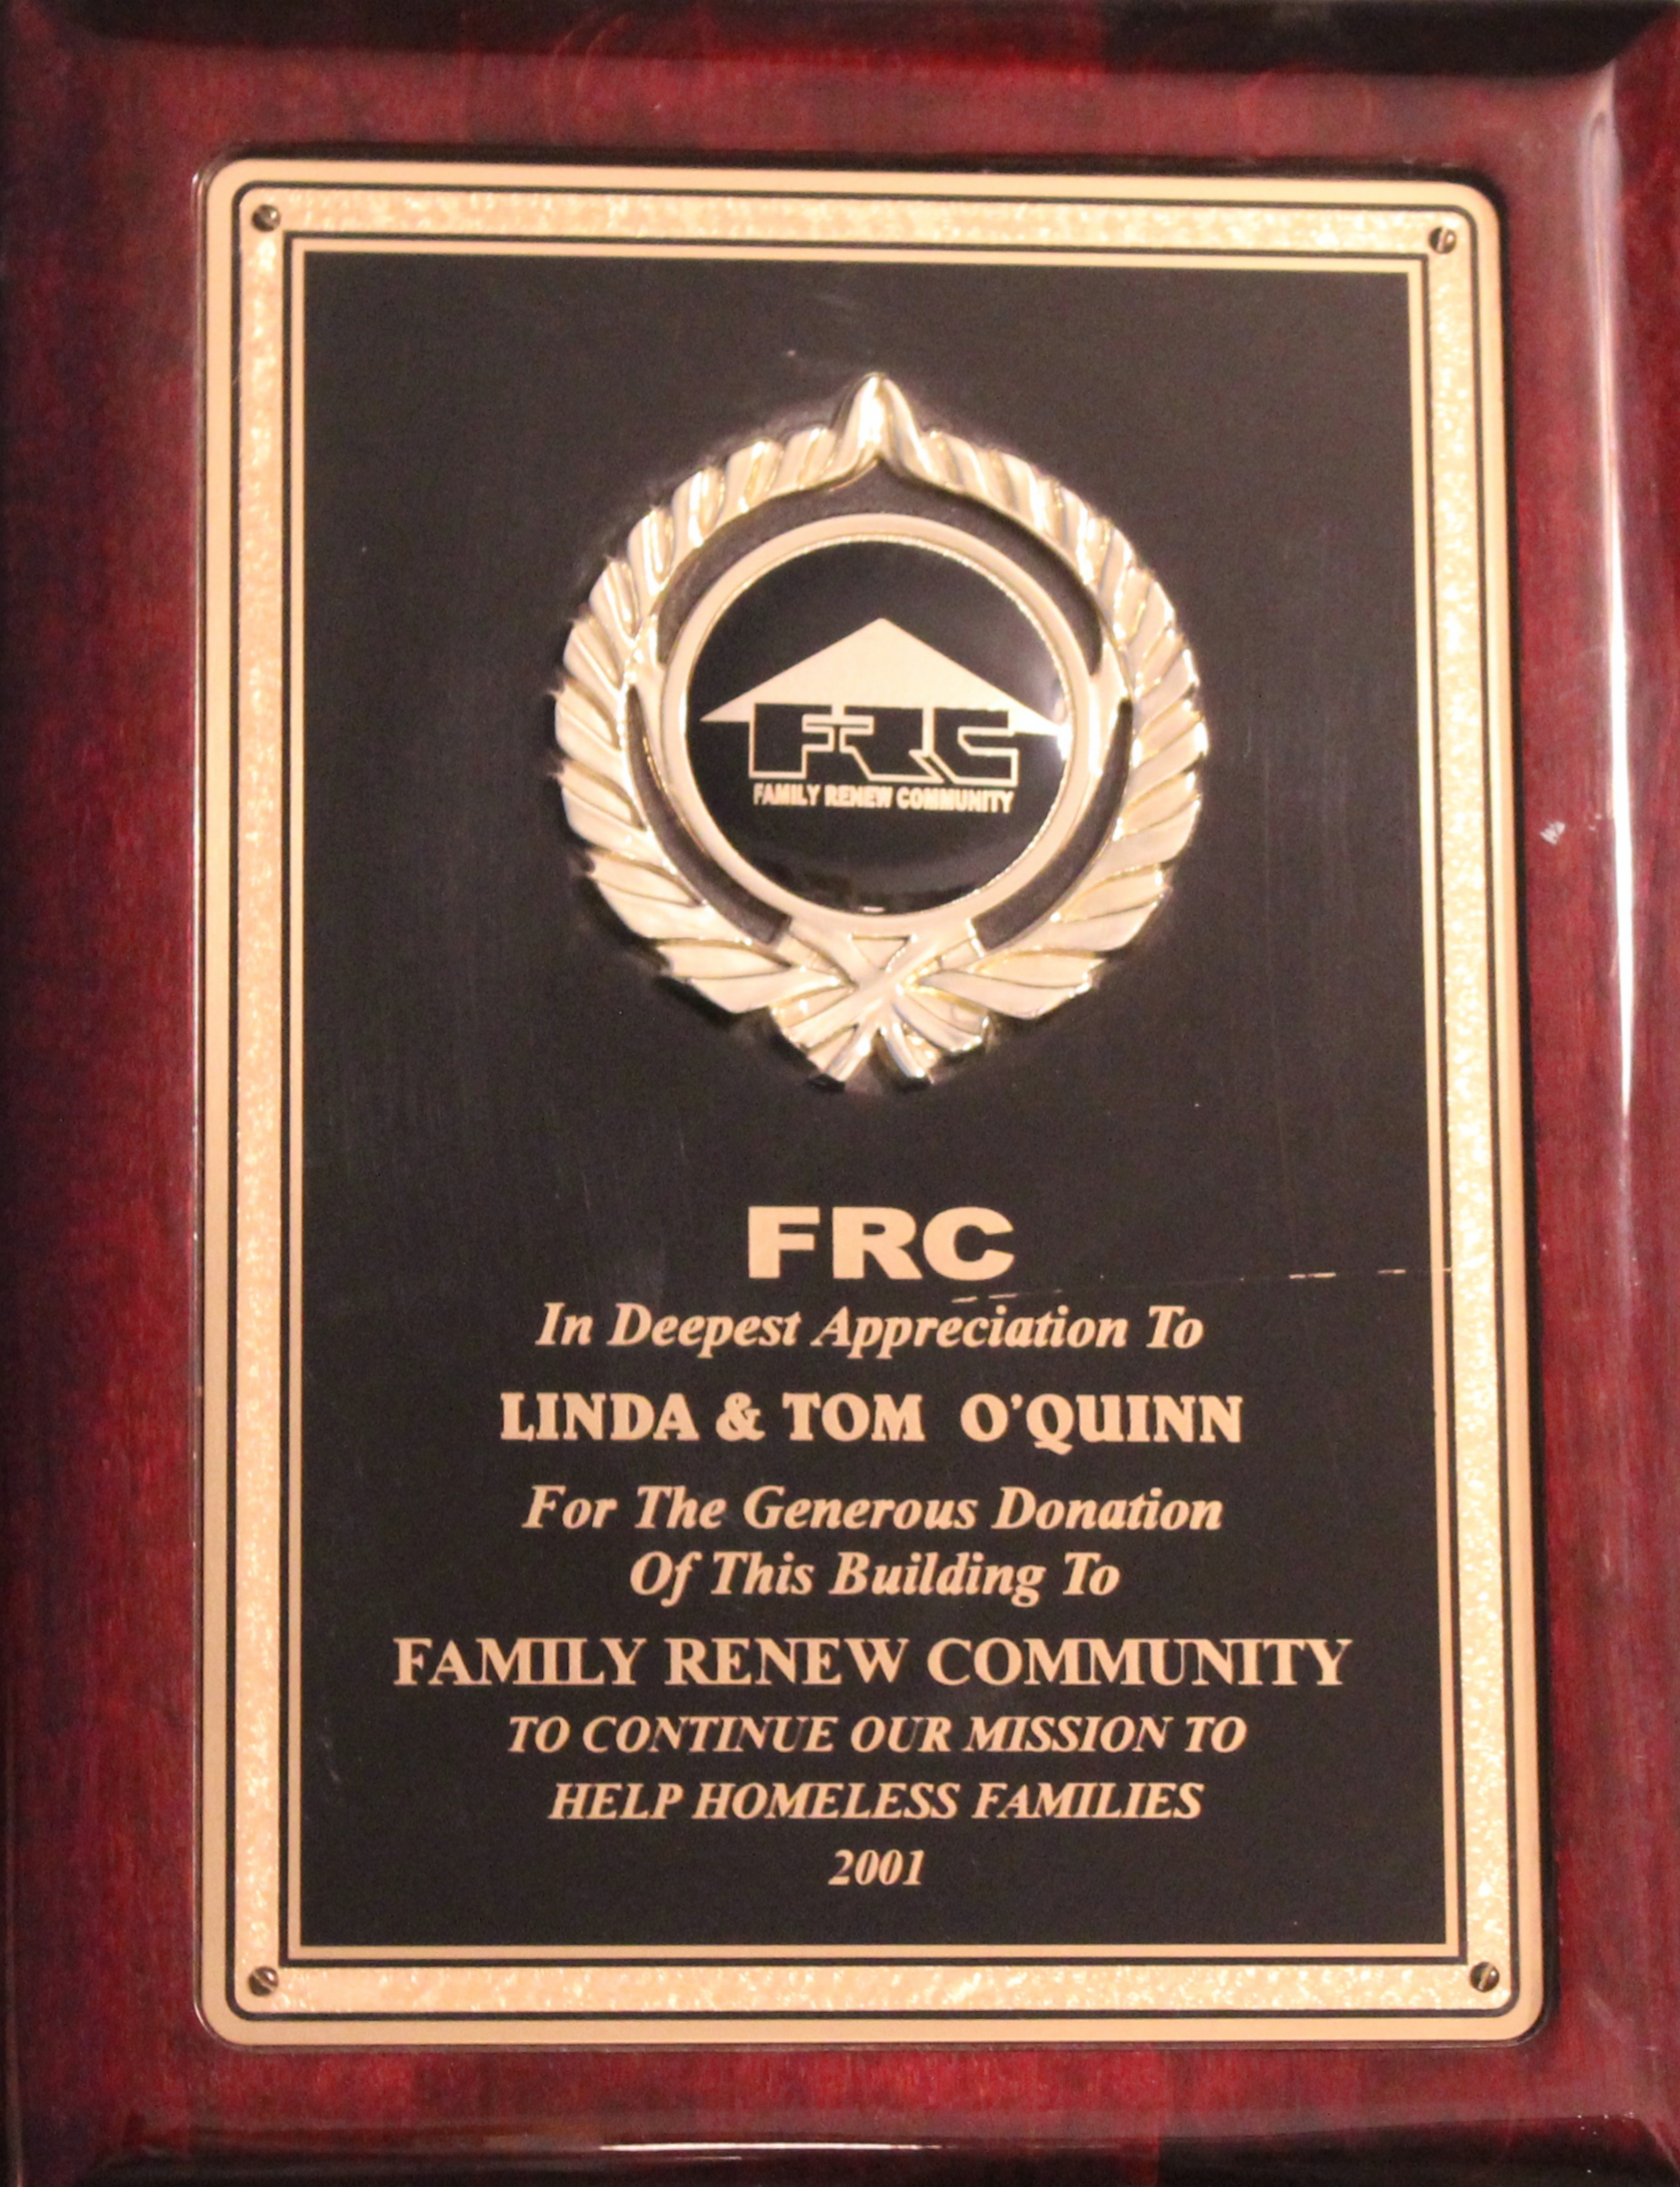 FRC
FAMILY RENEW COMMUNITY
FRC
In Deepest Appreciation To
LINDA & TOM O'QUINN
For The Generous Donation
Of This Building To
FAMILY RENEW COMMUNITY
TO CONTINUE OUR MISSION TO
HELP HOMELESS FAMILIES
2001